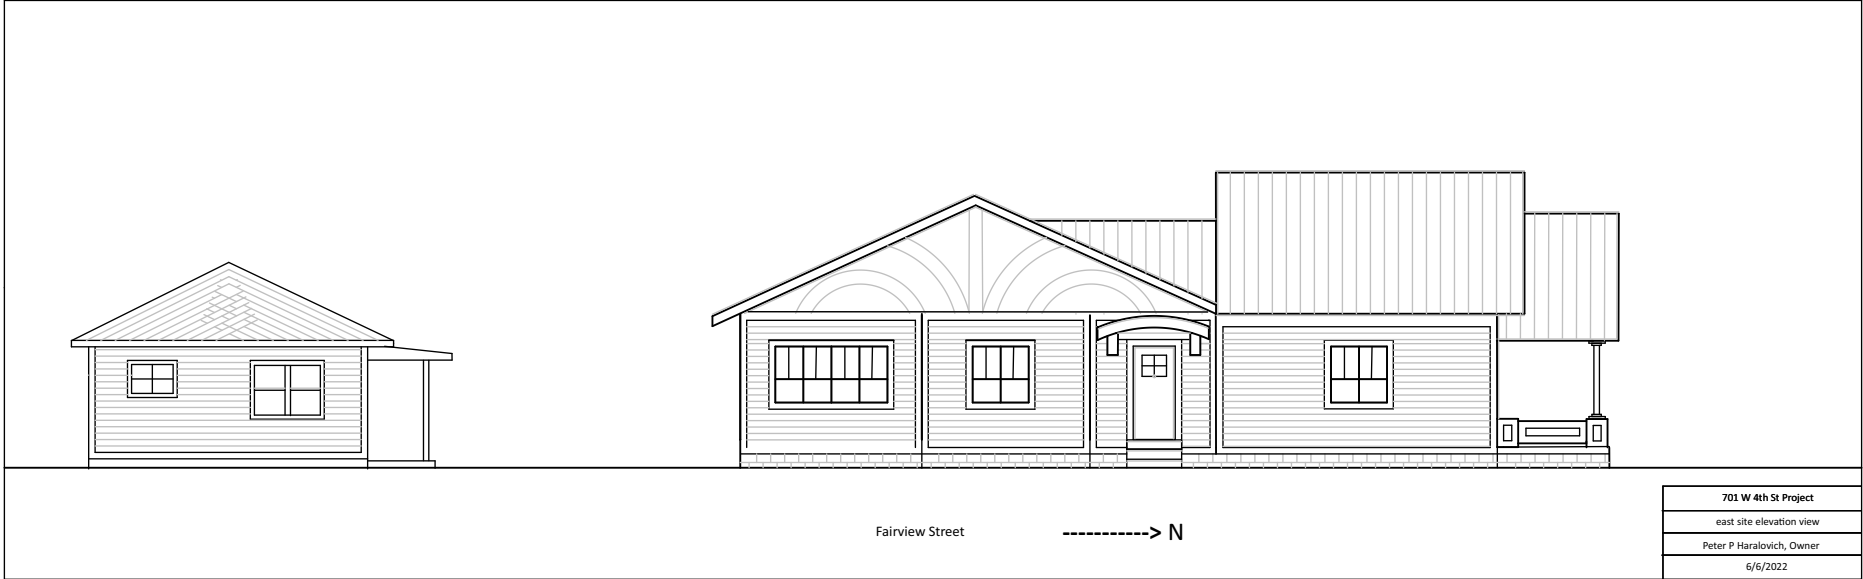 Fairview Street
-----------> N
701 W 4th St Project
east site elevation view
Peter P Haralovich, Owner
6/6/2022